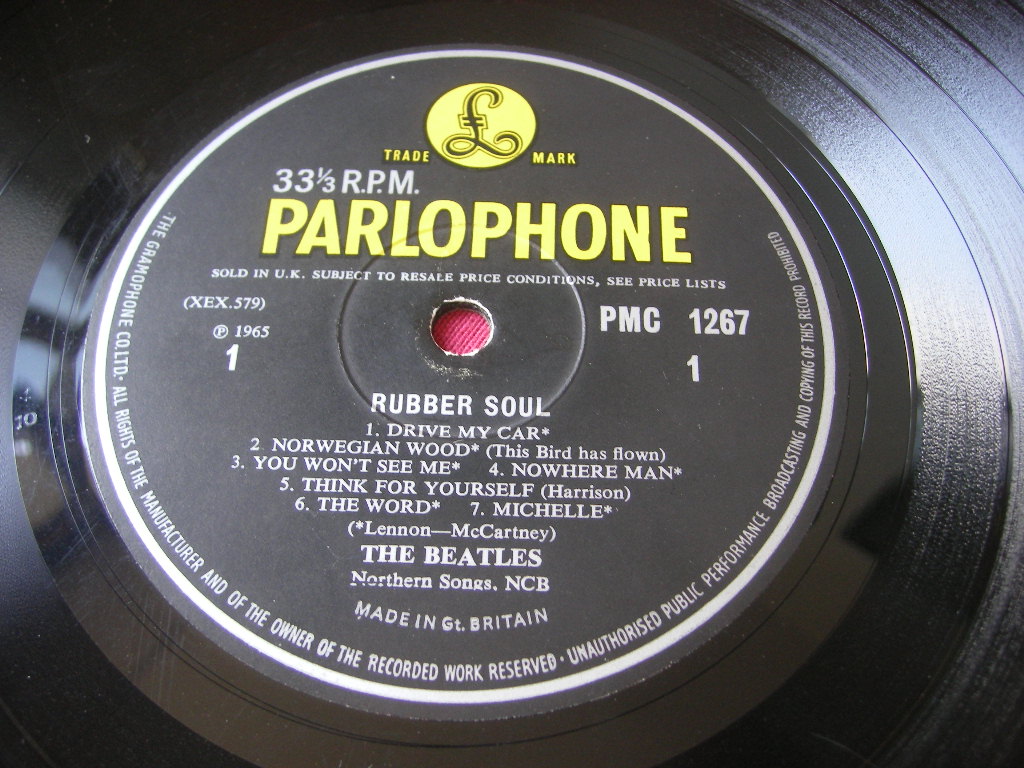 £
TRADE MARK
33⅓ R.P.M.
PARLOPHONE
SOLD IN U.K. SUBJECT TO RESALE PRICE CONDITIONS, SEE PRICE LISTS
(XEX.579)
℗ 1965
1
PMC 1267
1
RUBBER SOUL
1. DRIVE MY CAR*
2 NORWEGIAN WOOD* (This Bird has flown)
3. YOU WON'T SEE ME* 4. NOWHERE MAN*
5. THINK FOR YOURSELF (Harrison)
6. THE WORD* 7. MICHELLE*
(*Lennon—McCartney)
THE BEATLES
Northern Songs. NCB
MADE IN Gt. BRITAIN
THE GRAMOPHONE CO. LTD. · ALL RIGHTS OF THE MANUFACTURER AND OF THE OWNER OF THE RECORDED WORK RESERVED · UNAUTHORISED PUBLIC PERFORMANCE BROADCASTING AND COPYING OF THIS RECORD PROHIBITED